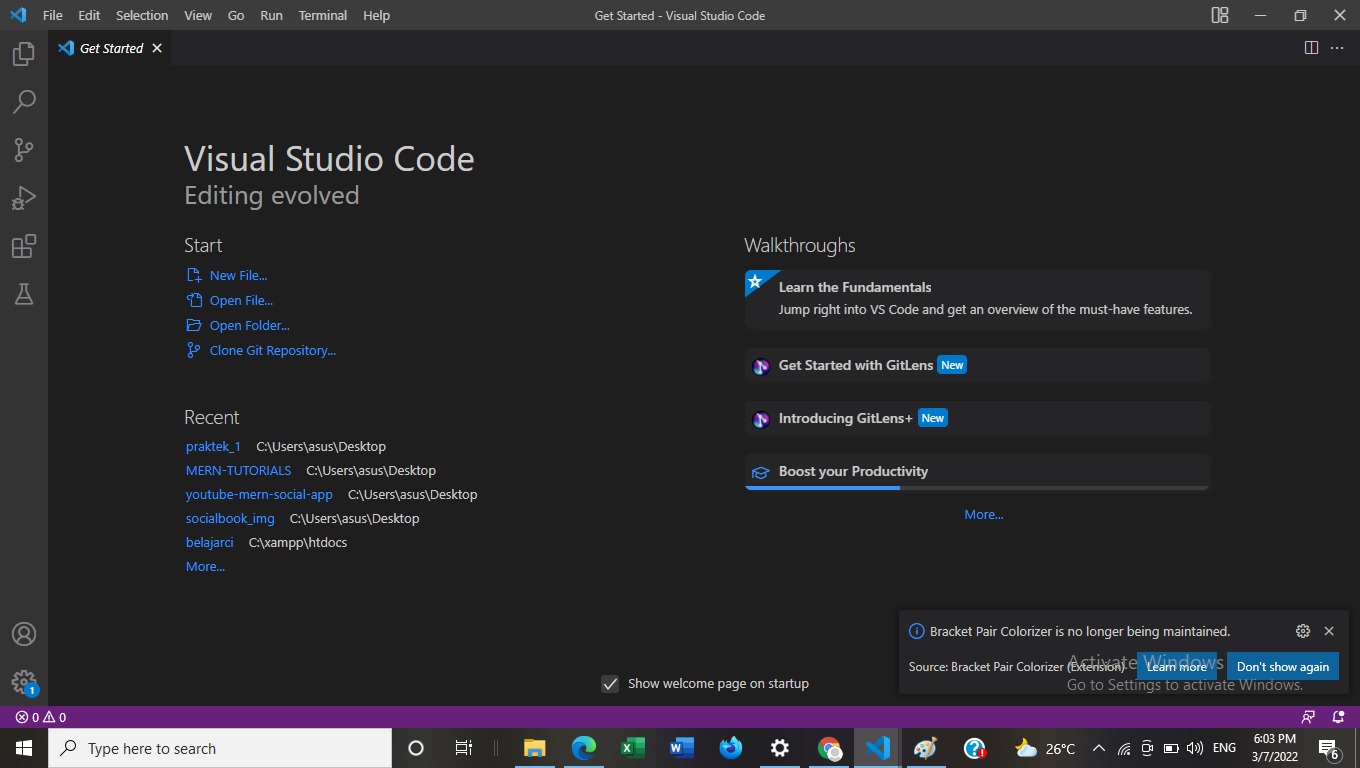 File Edit Selection View Go Run Terminal Help
Get Started - Visual Studio Code
Get Started
Visual Studio Code
Editing evolved
Start
New File...
Open File...
Open Folder...
Clone Git Repository...
Recent
praktek_1 C:\Users\asus\Desktop
MERN-TUTORIALS C:\Users\asus\Desktop
youtube-mern-social-app C:\Users\asus\Desktop
socialbook_img C:\Users\asus\Desktop
belajarci C:\xampp\htdocs
More...
Walkthroughs
Learn the Fundamentals
Jump right into VS Code and get an overview of the must-have features.
Get Started with GitLens New
Introducing GitLens+ New
Boost your Productivity
More...
Show welcome page on startup
Bracket Pair Colorizer is no longer being maintained.
Source: Bracket Pair Colorizer (Extension)
Learn more
Don't show again
Activate Windows
Go to Settings to activate Windows.
1
0 0
Type here to search
26°C
ENG
6:03 PM
3/7/2022
6